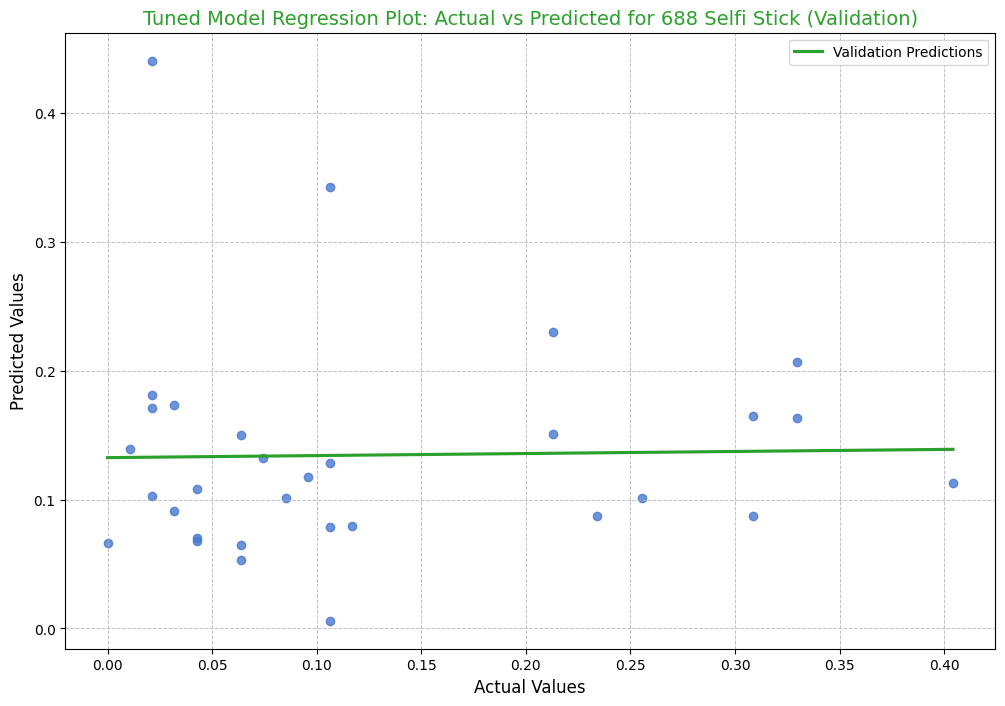 Tuned Model Regression Plot: Actual vs Predicted for 688 Selfi Stick (Validation)
Validation Predictions
Predicted Values
0.4
0.3
0.2
0.1
0.0
0.00 0.05 0.10 0.15 0.20 0.25 0.30 0.35 0.40
Actual Values